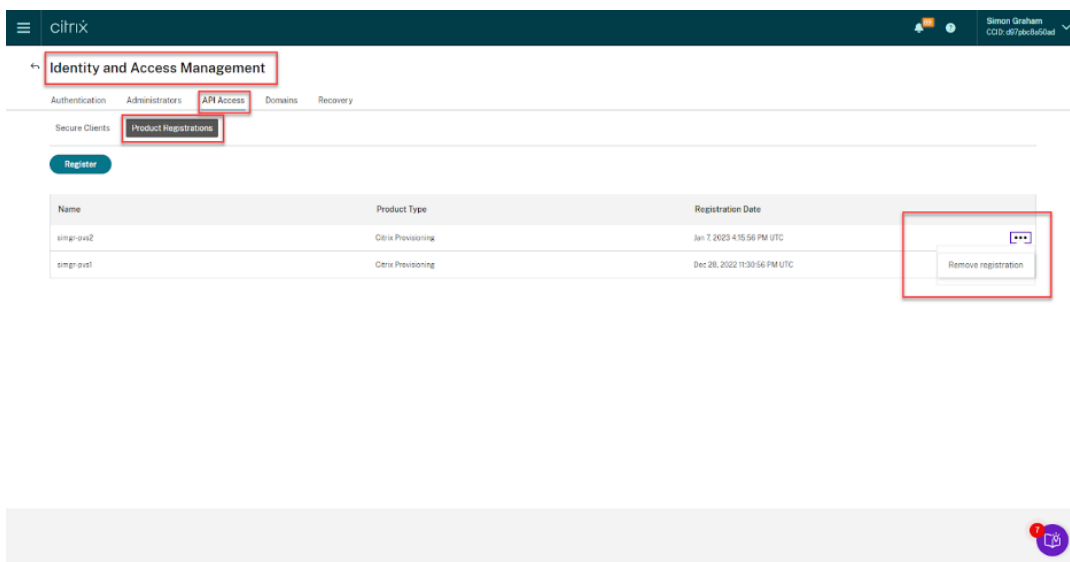 citrix
Simon Graham
CCID: d97pbc8a50ad
Identity and Access Management
Authentication Administrators API Access Domains Recovery
Secure Clients Product Registrations
Register
Name Product Type Registration Date
simgr-pvs2 Citrix Provisioning Jan 7, 2023 4:15:56 PM UTC
simgr-pvs1 Citrix Provisioning Dec 28, 2022 11:30:56 PM UTC
Remove registration
7